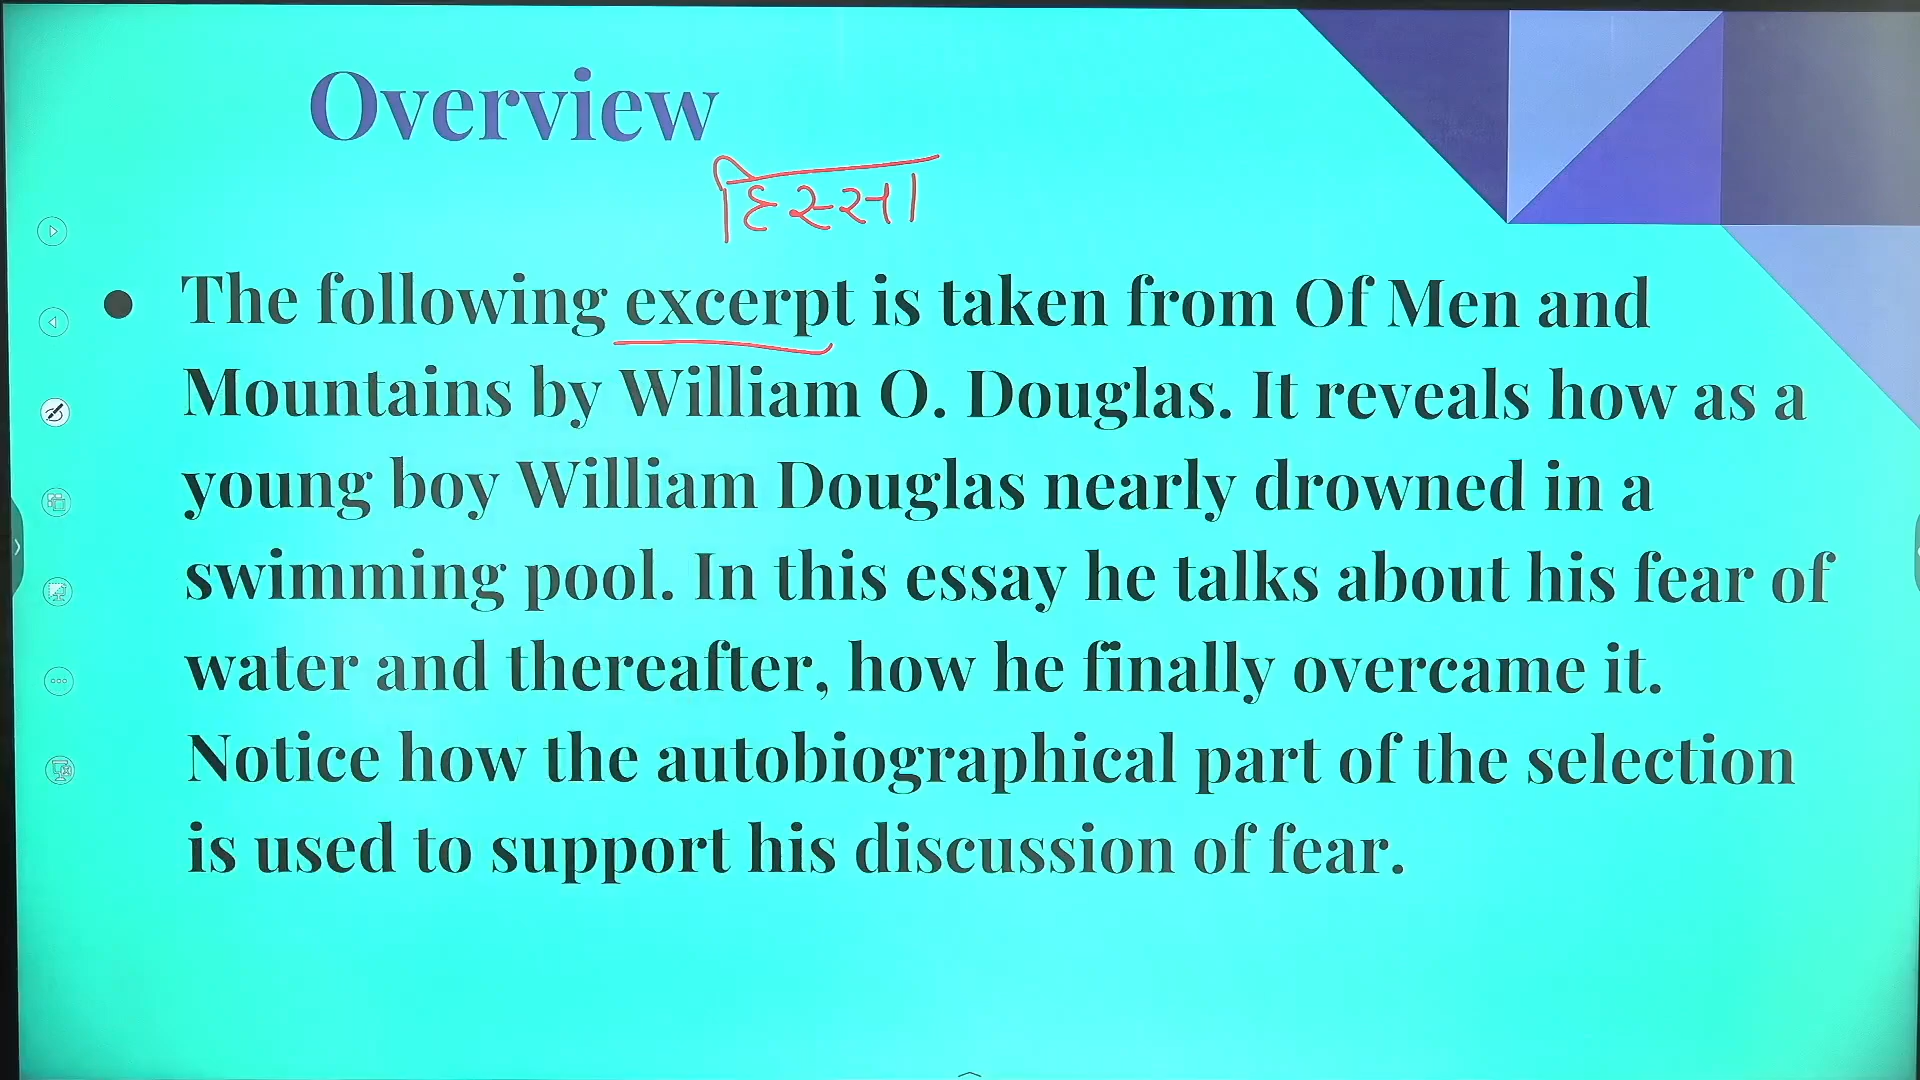 Overview
हिस्सा
● The following excerpt is taken from Of Men and
Mountains by William O. Douglas. It reveals how as a
young boy William Douglas nearly drowned in a
swimming pool. In this essay he talks about his fear of
water and thereafter, how he finally overcame it.
Notice how the autobiographical part of the selection
is used to support his discussion of fear.